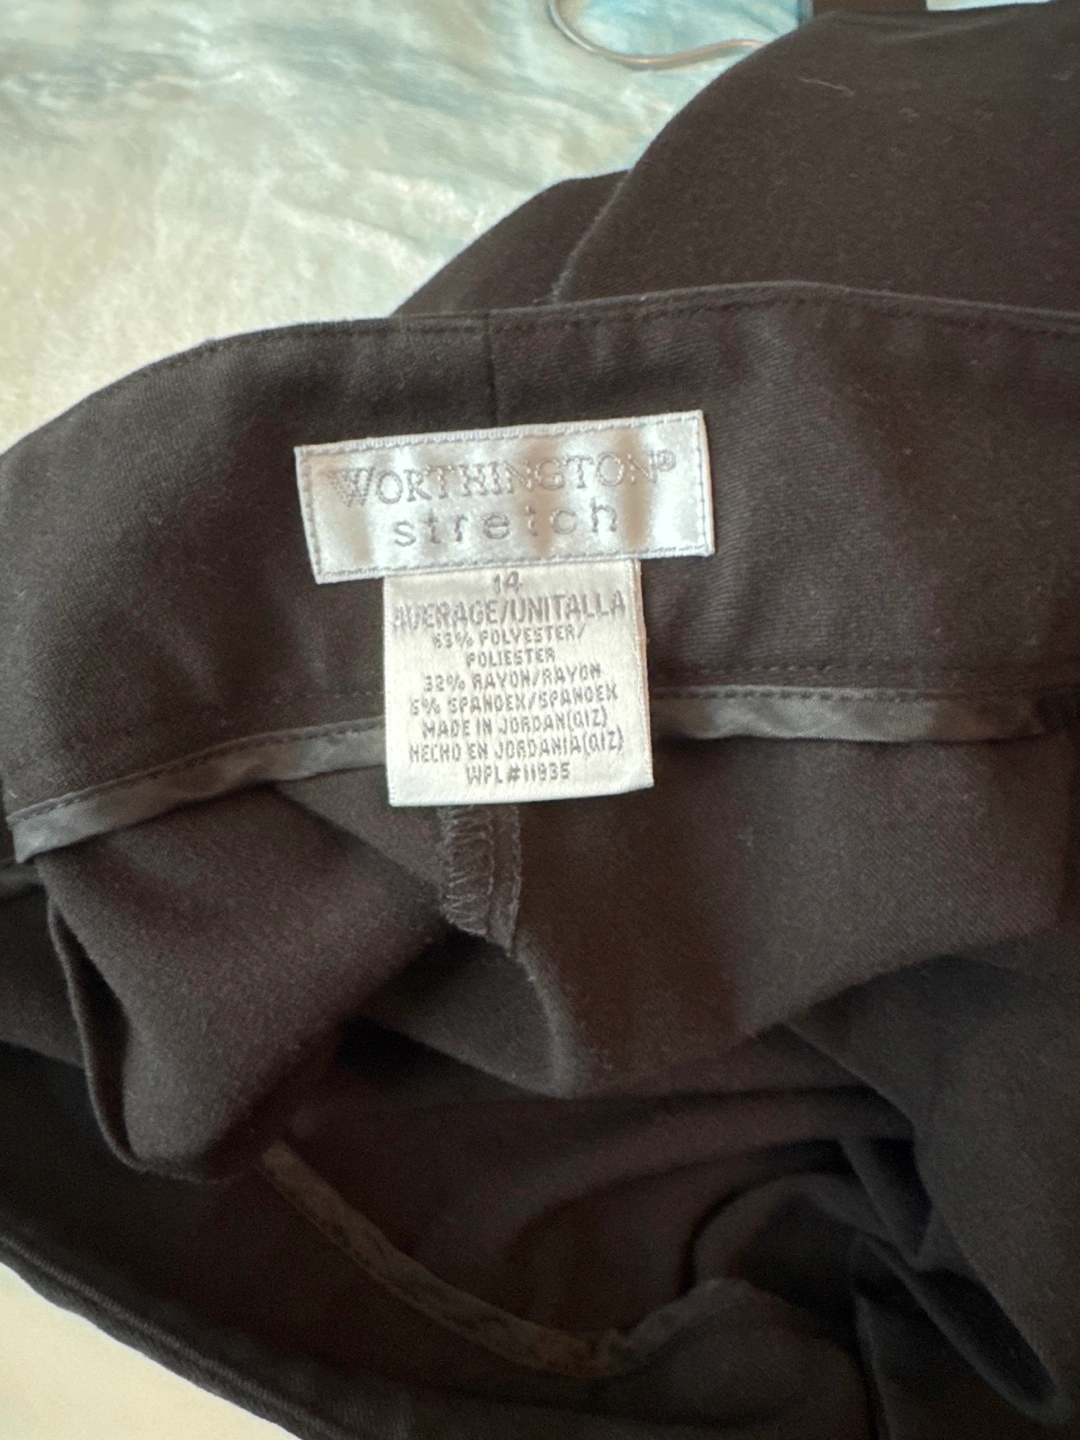 WORTHINGTON®
stretch
14
AVERAGE/UNITALLA
63% POLYESTER/
POLIESTER
32% RAYON/RAYON
5% SPANDEX/SPANDEX
MADE IN JORDAN(QIZ)
HECHO EN JORDANIA(QIZ)
WPL#11935